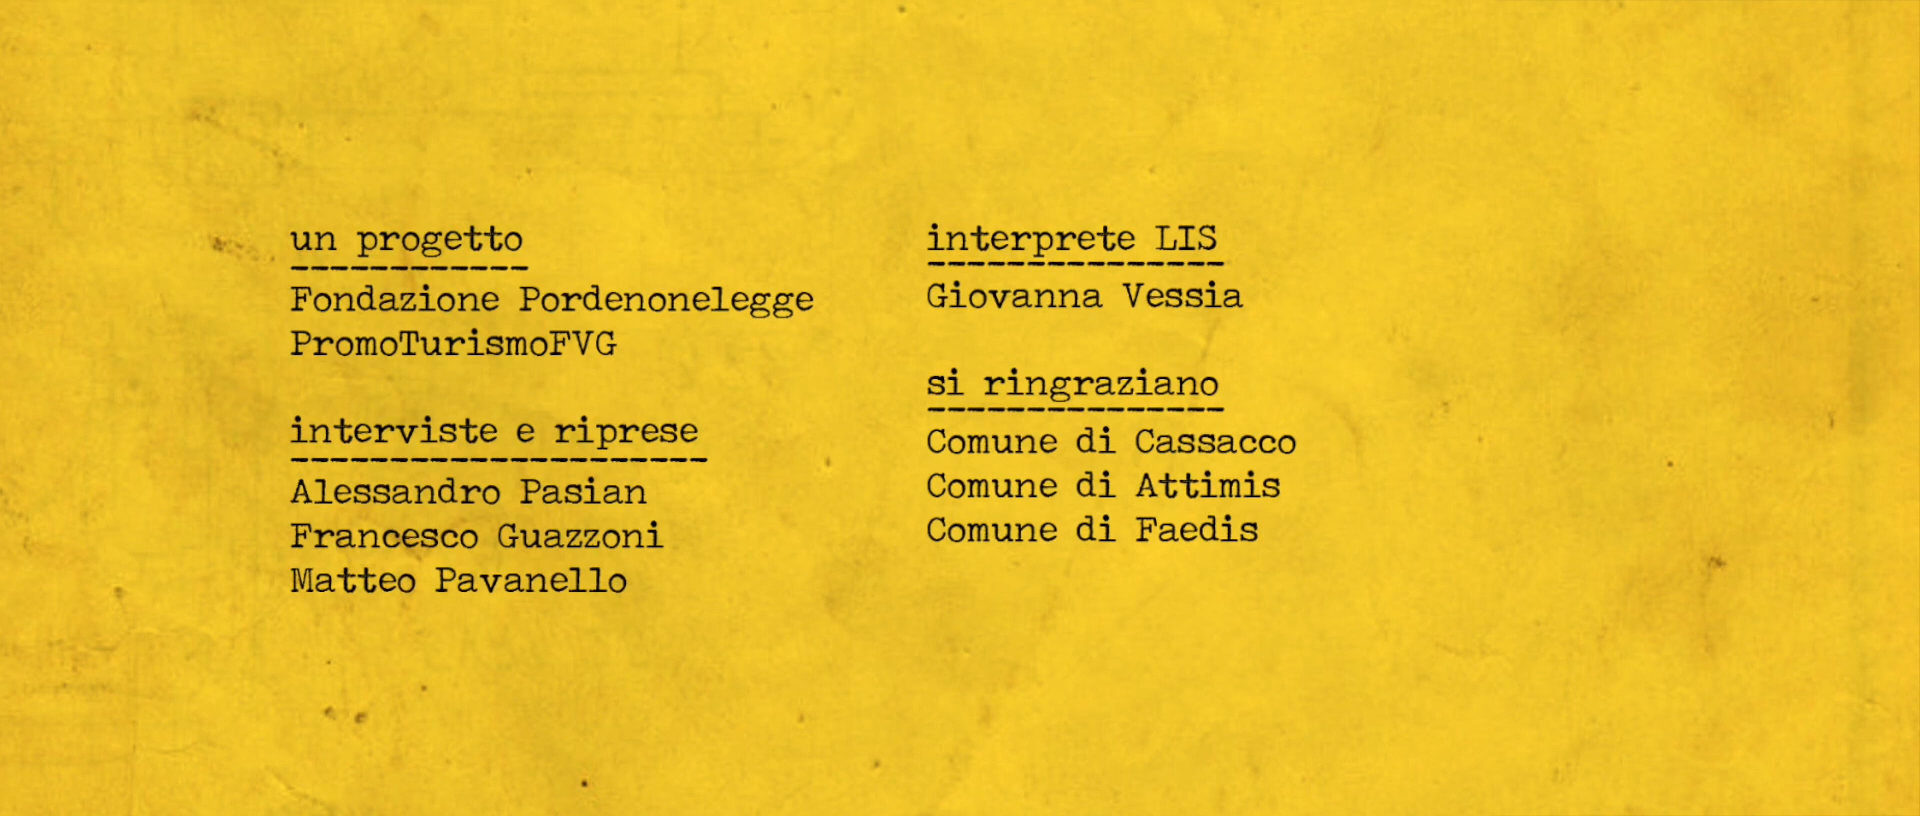 un progetto
Fondazione Pordenonelegge
PromoTurismoFVG
interviste e riprese
Alessandro Pasian
Francesco Guazzoni
Matteo Pavanello
interprete LIS
Giovanna Vessia
si ringraziano
Comune di Cassacco
Comune di Attimis
Comune di Faedis